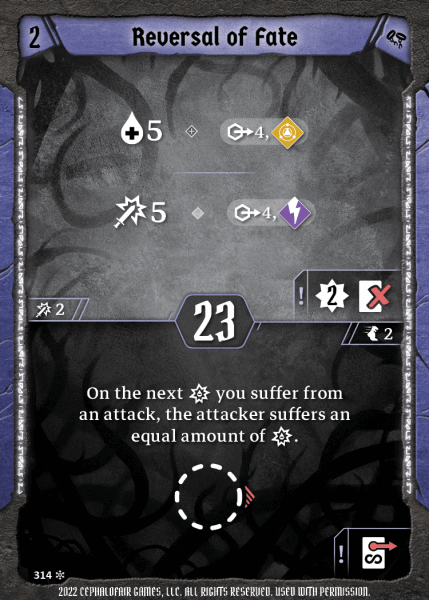 2
Reversal of Fate
5
4,
5
4,
! 2
2
23
2
On the next you suffer from
an attack, the attacker suffers an
equal amount of .
!
314
2022 CEPHALOFAIR GAMES, LLC. ALL RIGHTS RESERVED. USED WITH PERMISSION.